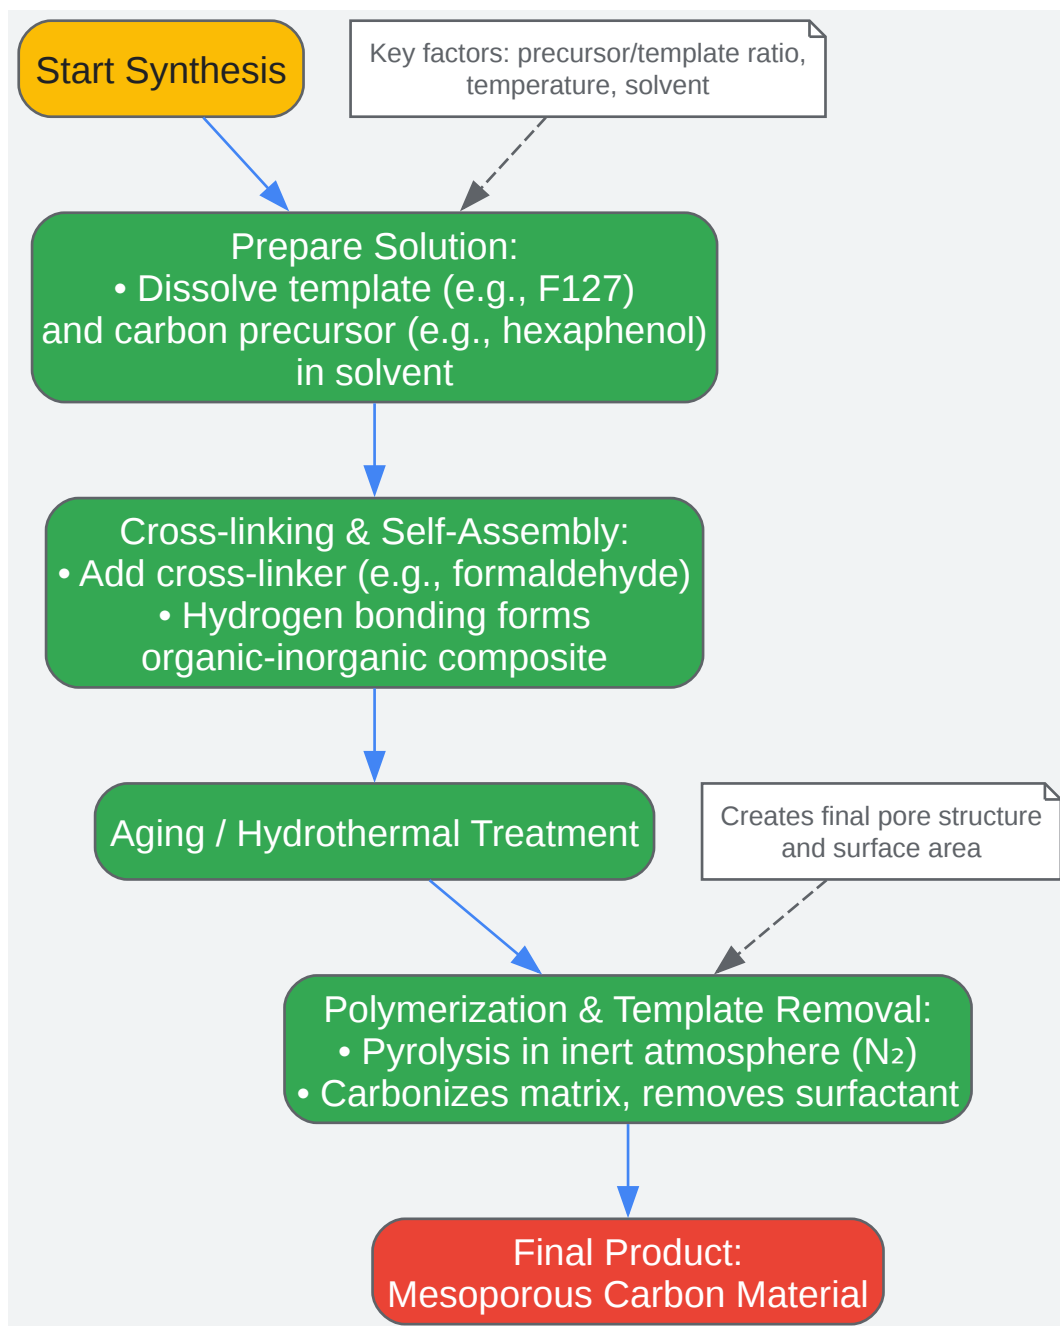 Start Synthesis
Key factors: precursor/template ratio,
temperature, solvent
Prepare Solution:
• Dissolve template (e.g., F127)
and carbon precursor (e.g., hexaphenol)
in solvent
Cross-linking & Self-Assembly:
• Add cross-linker (e.g., formaldehyde)
• Hydrogen bonding forms
organic-inorganic composite
Aging / Hydrothermal Treatment
Creates final pore structure
and surface area
Polymerization & Template Removal:
• Pyrolysis in inert atmosphere (N₂)
• Carbonizes matrix, removes surfactant
Final Product:
Mesoporous Carbon Material